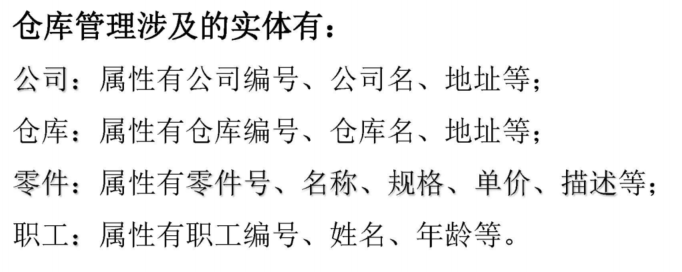 仓库管理涉及的实体有：
公司：属性有公司编号、公司名、地址等；
仓库：属性有仓库编号、仓库名、地址等；
零件：属性有零件号、名称、规格、单价、描述等；
职工：属性有职工编号、姓名、年龄等。